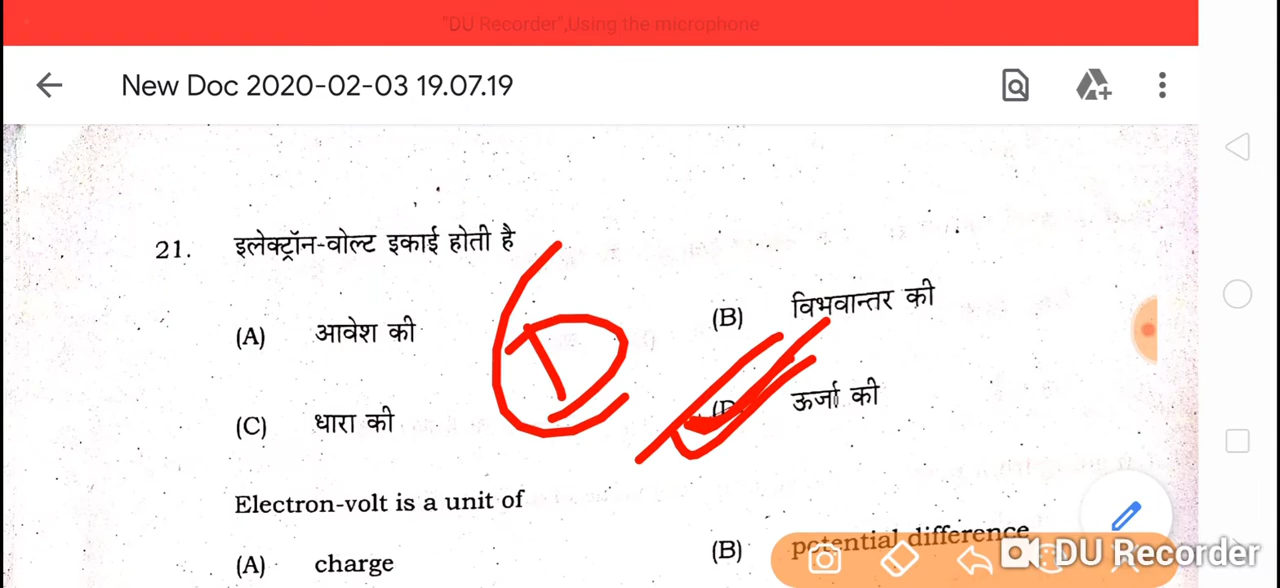 "DU Recorder",Using the microphone
New Doc 2020-02-03 19.07.19
21. इलेक्ट्रॉन-वोल्ट इकाई होती है
(A) आवेश की (B) विभवान्तर की
D
(C) धारा की (D ऊर्जा की
Electron-volt is a unit of
(A) charge (B) potential difference
DU Recorder